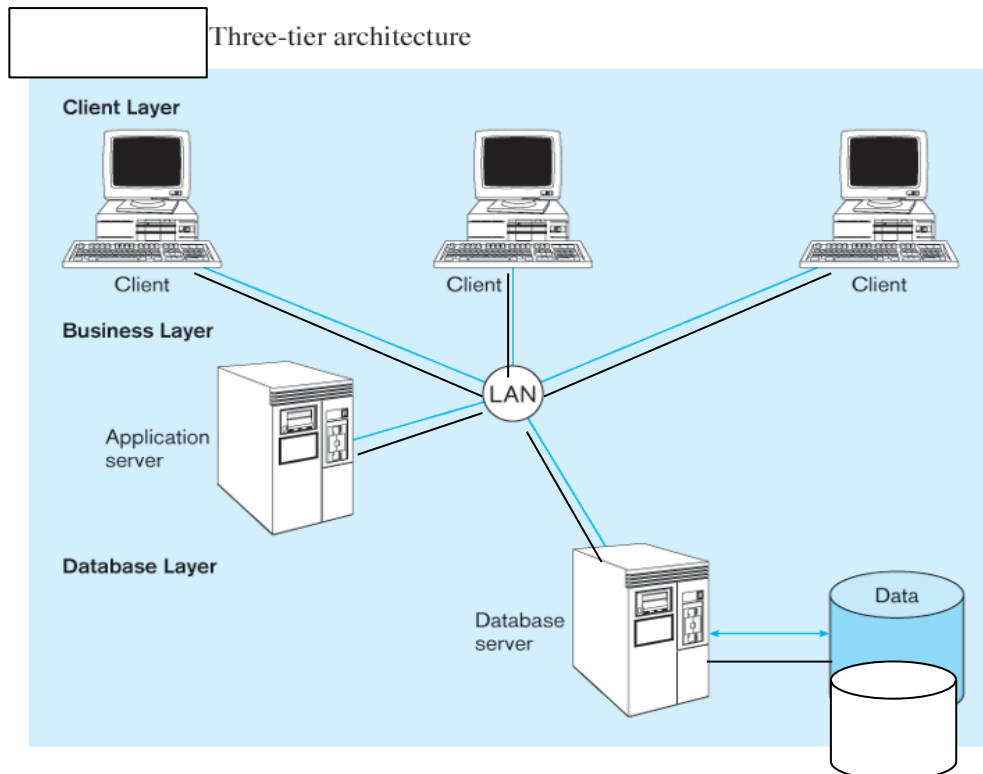 Three-tier architecture
Client Layer
Client
Client
Client
Business Layer
LAN
Application
server
Database Layer
Data
Database
server